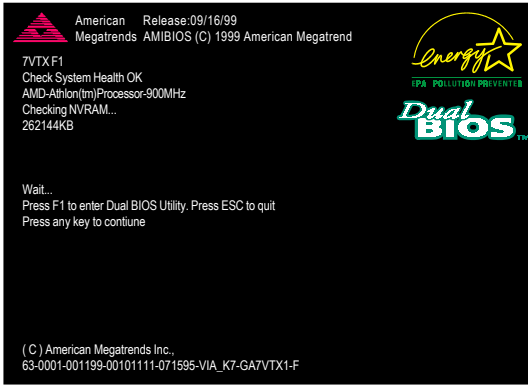 American Release:09/16/99
Megatrends AMIBIOS (C) 1999 American Megatrend
energy
EPA POLLUTION PREVENTER
Dual
BIOS TM
7VTX F1
Check System Health OK
AMD-Athlon(tm)Processor-900MHz
Checking NVRAM...
262144KB
Wait...
Press F1 to enter Dual BIOS Utility. Press ESC to quit
Press any key to contiune
( C ) American Megatrends Inc.,
63-0001-001199-00101111-071595-VIA_K7-GA7VTX1-F